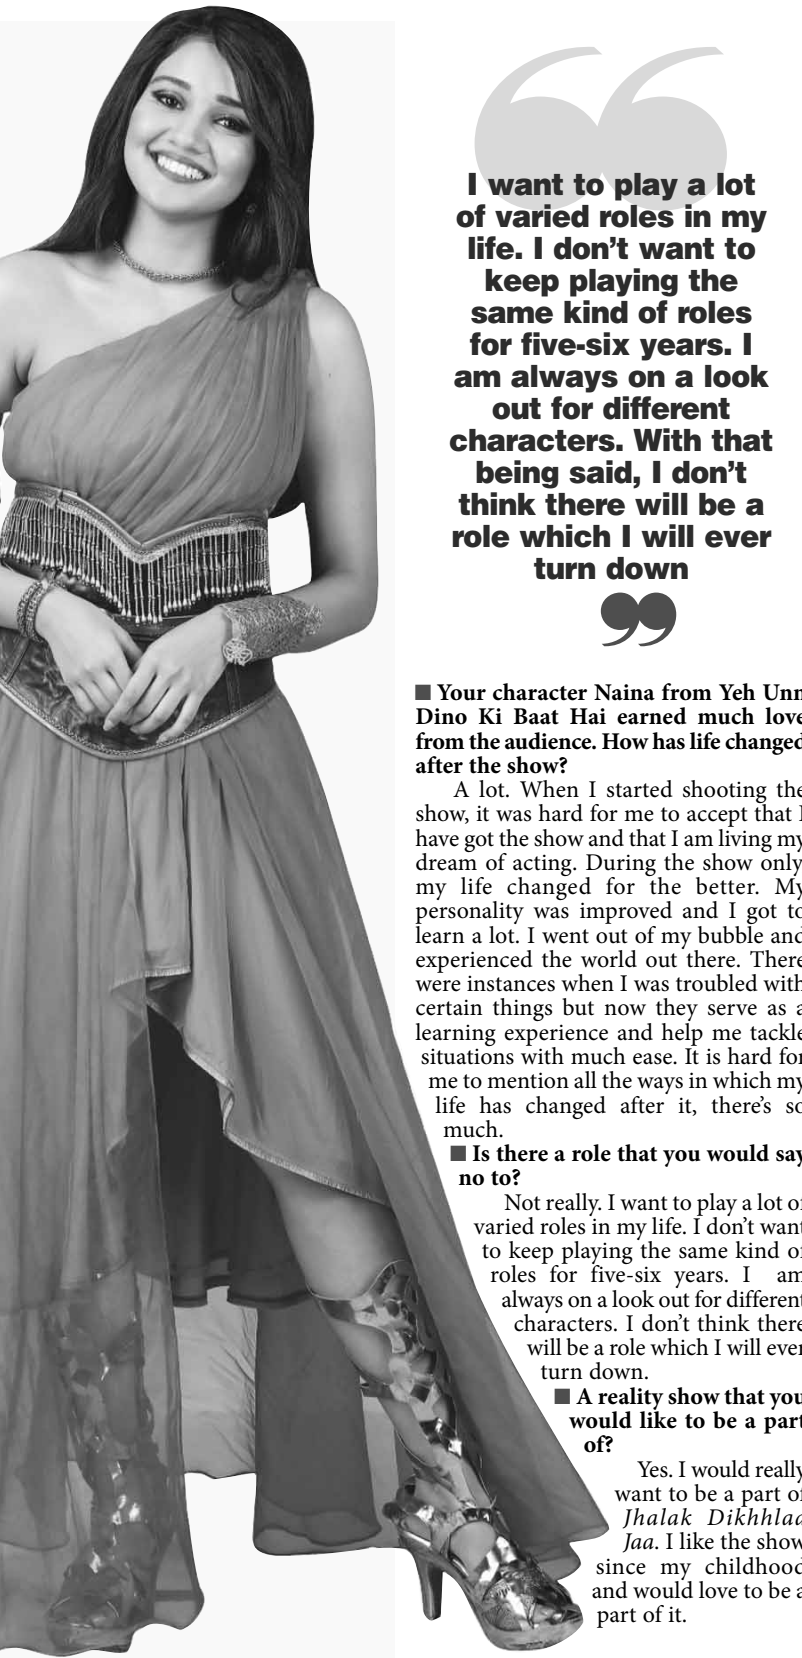 I want to play a lot
of varied roles in my
life. I don't want to
keep playing the
same kind of roles
for five-six years. I
am always on a look
out for different
characters. With that
being said, I don't
think there will be a
role which I will ever
turn down
■ Your character Naina from Yeh Unn
Dino Ki Baat Hai earned much love
from the audience. How has life changed
after the show?
A lot. When I started shooting the
show, it was hard for me to accept that I
have got the show and that I am living my
dream of acting. During the show only
my life changed for the better. My
personality was improved and I got to
learn a lot. I went out of my bubble and
experienced the world out there. There
were instances when I was troubled with
certain things but now they serve as a
learning experience and help me tackle
situations with much ease. It is hard for
me to mention all the ways in which my
life has changed after it, there's so
much.
■ Is there a role that you would say
no to?
Not really. I want to play a lot of
varied roles in my life. I don't want
to keep playing the same kind of
roles for five-six years. I am
always on a look out for different
characters. I don't think there
will be a role which I will ever
turn down.
■ A reality show that you
would like to be a part
of?
Yes. I would really
want to be a part of
Jhalak Dikhhlaa
Jaa. I like the show
since my childhood
and would love to be a
part of it.